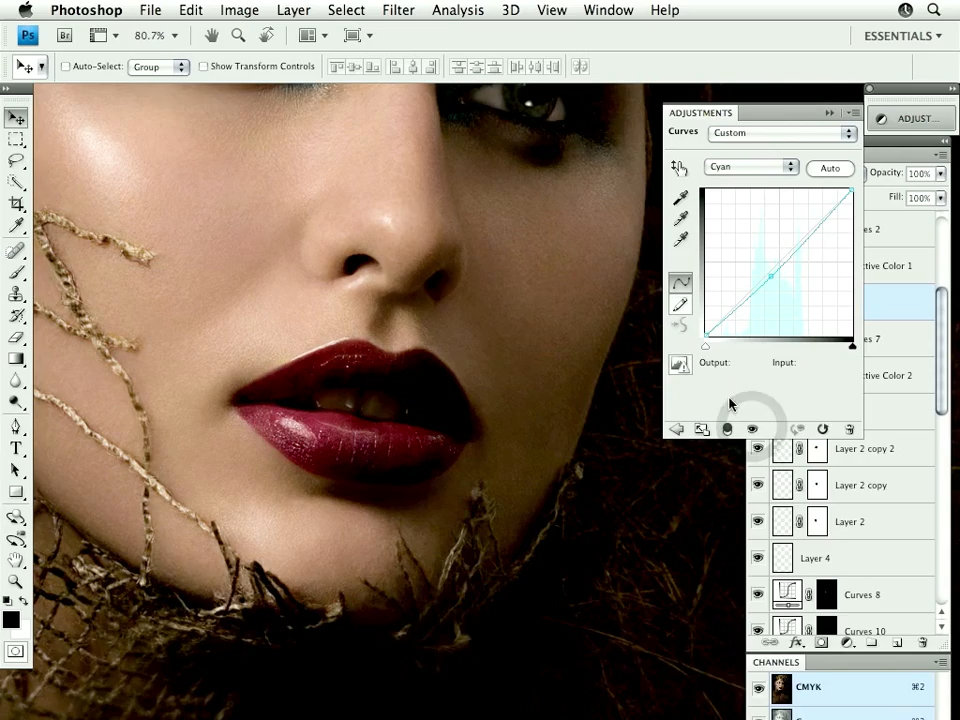 Photoshop File Edit Image Layer Select Filter Analysis 3D View Window Help
Ps Br 80.7% ESSENTIALS
Auto-Select: Group Show Transform Controls
ADJUSTMENTS
ADJUST...
Curves Custom
Cyan Auto
Opacity: 100%
Fill: 100%
es 2
ctive Color 1
es 7
ctive Color 2
Output: Input:
Layer 2 copy 2
Layer 2 copy
Layer 2
Layer 4
Curves 8
Curves 10
CHANNELS
CMYK ⌘2